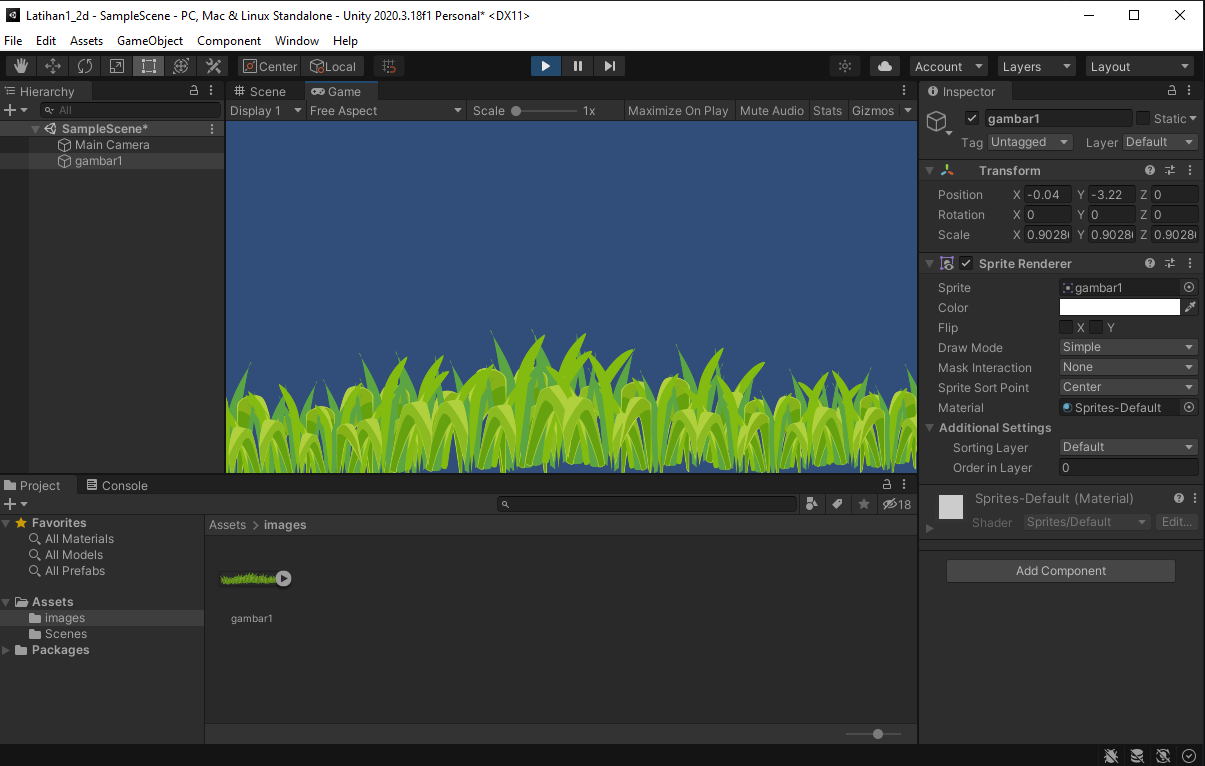 Latihan1_2d - SampleScene - PC, Mac & Linux Standalone - Unity 2020.3.18f1 Personal* <DX11>
File Edit Assets GameObject Component Window Help
Center Local Account Layers Layout
Hierarchy
All
SampleScene*
Main Camera
gambar1
Scene Game
Display 1 Free Aspect Scale 1x Maximize On Play Mute Audio Stats Gizmos
Inspector
gambar1 Static
Tag Untagged Layer Default
Transform
Position X -0.04 Y -3.22 Z 0
Rotation X 0 Y 0 Z 0
Scale X 0.9028 Y 0.9028 Z 0.9028
Sprite Renderer
Sprite gambar1
Color
Flip X Y
Draw Mode Simple
Mask Interaction None
Sprite Sort Point Center
Material Sprites-Default
Additional Settings
Sorting Layer Default
Order in Layer 0
Sprites-Default (Material)
Shader Sprites/Default Edit...
Add Component
Project Console
18
Favorites
All Materials
All Models
All Prefabs
Assets
images
Scenes
Packages
Assets > images
gambar1